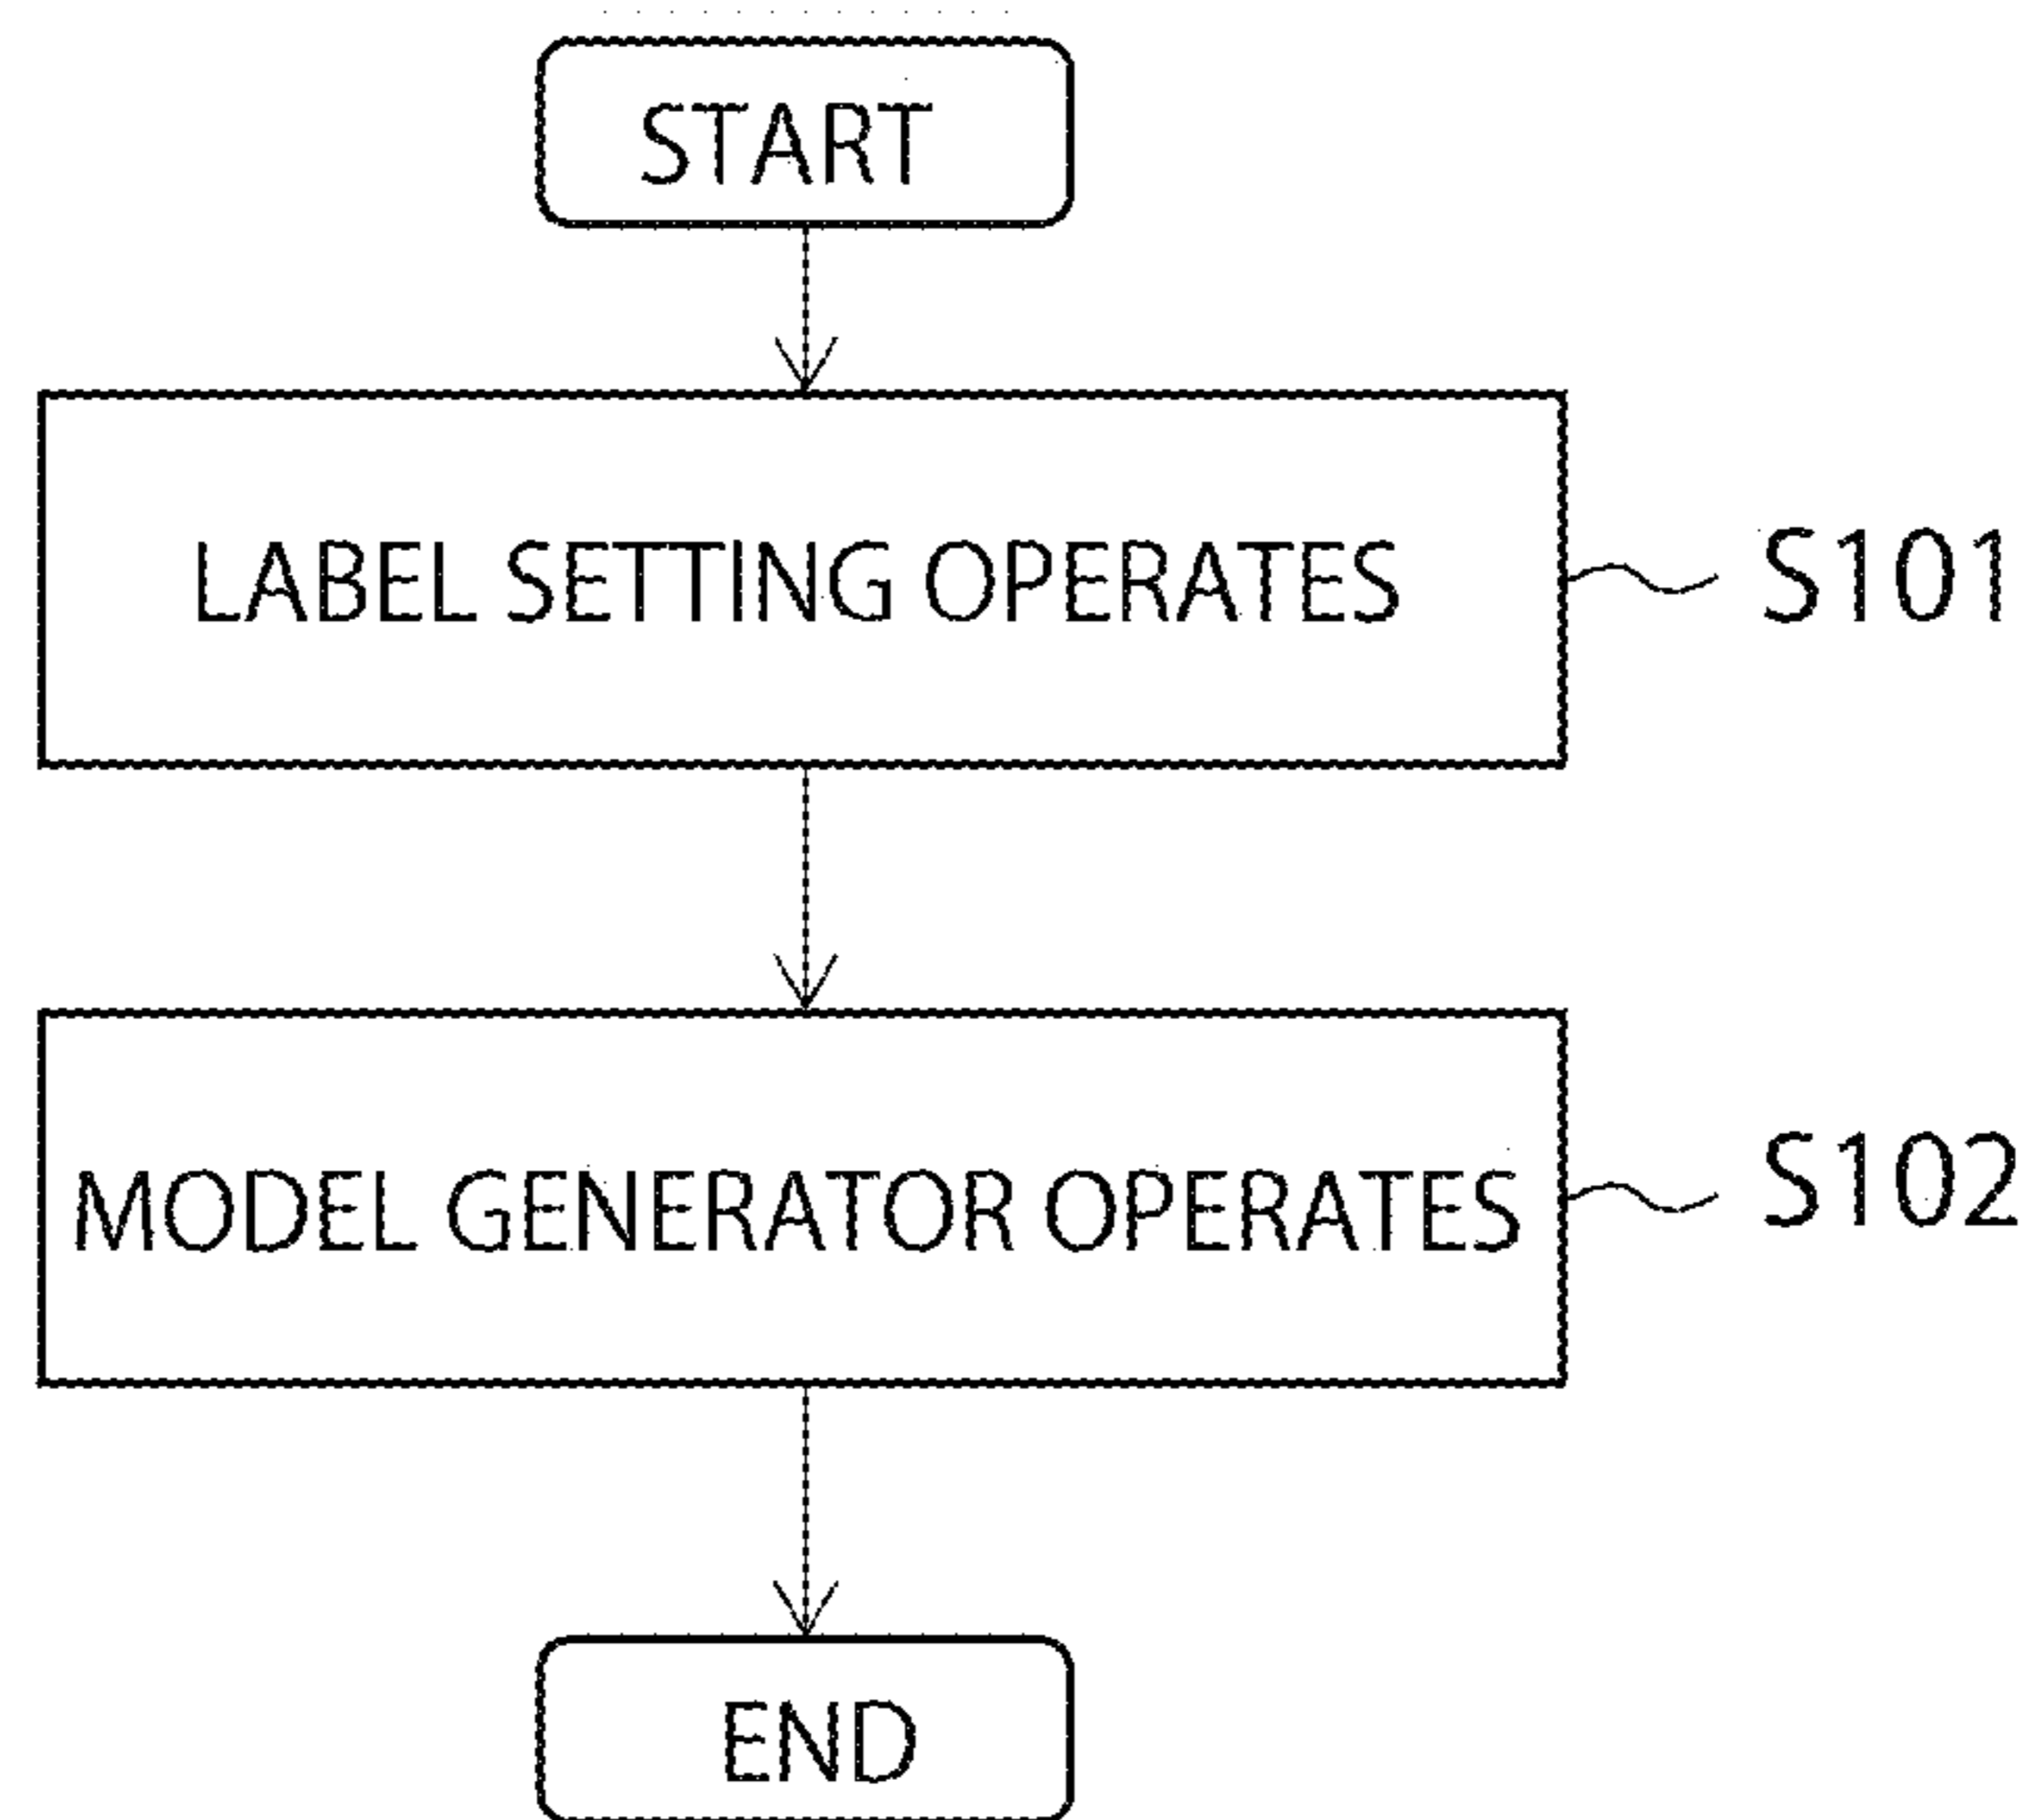 START
LABEL SETTING OPERATES
S101
MODEL GENERATOR OPERATES
S102
END